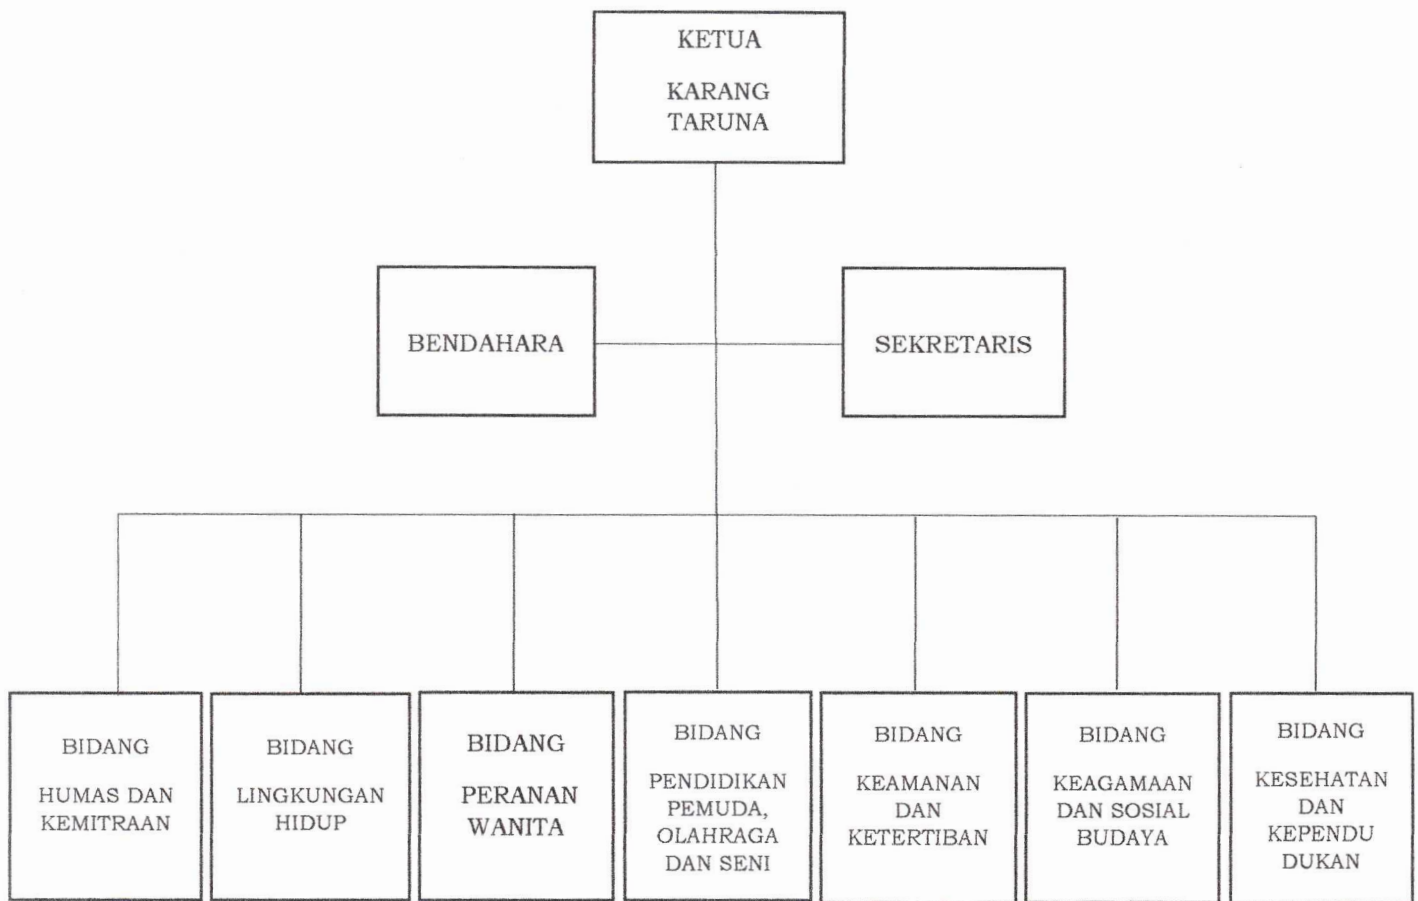 KETUA
KARANG
TARUNA
BENDAHARA
SEKRETARIS
BIDANG
HUMAS DAN
KEMITRAAN
BIDANG
LINGKUNGAN
HIDUP
BIDANG
PERANAN
WANITA
BIDANG
PENDIDIKAN
PEMUDA,
OLAHRAGA
DAN SENI
BIDANG
KEAMANAN
DAN
KETERTIBAN
BIDANG
KEAGAMAAN
DAN SOSIAL
BUDAYA
BIDANG
KESEHATAN
DAN
KEPENDU
DUKAN